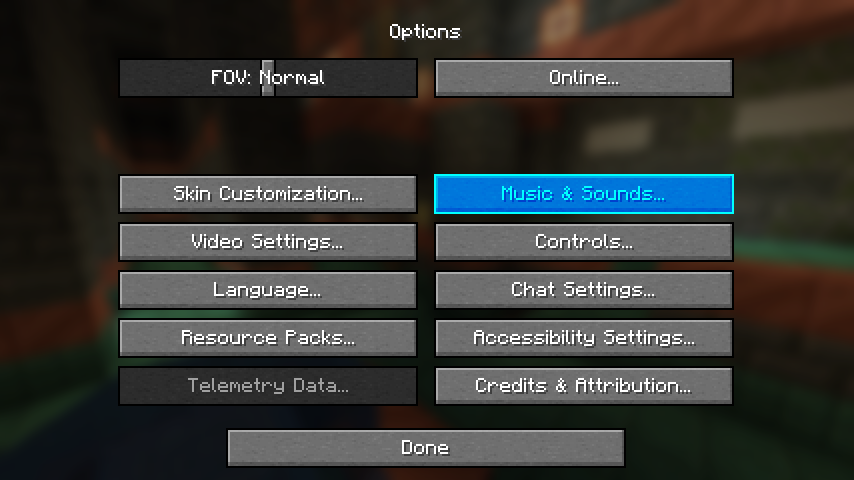 Options
FOV: Normal
Online...
Skin Customization...
Music & Sounds...
Video Settings...
Controls...
Language...
Chat Settings...
Resource Packs...
Accessibility Settings...
Telemetry Data...
Credits & Attribution...
Done